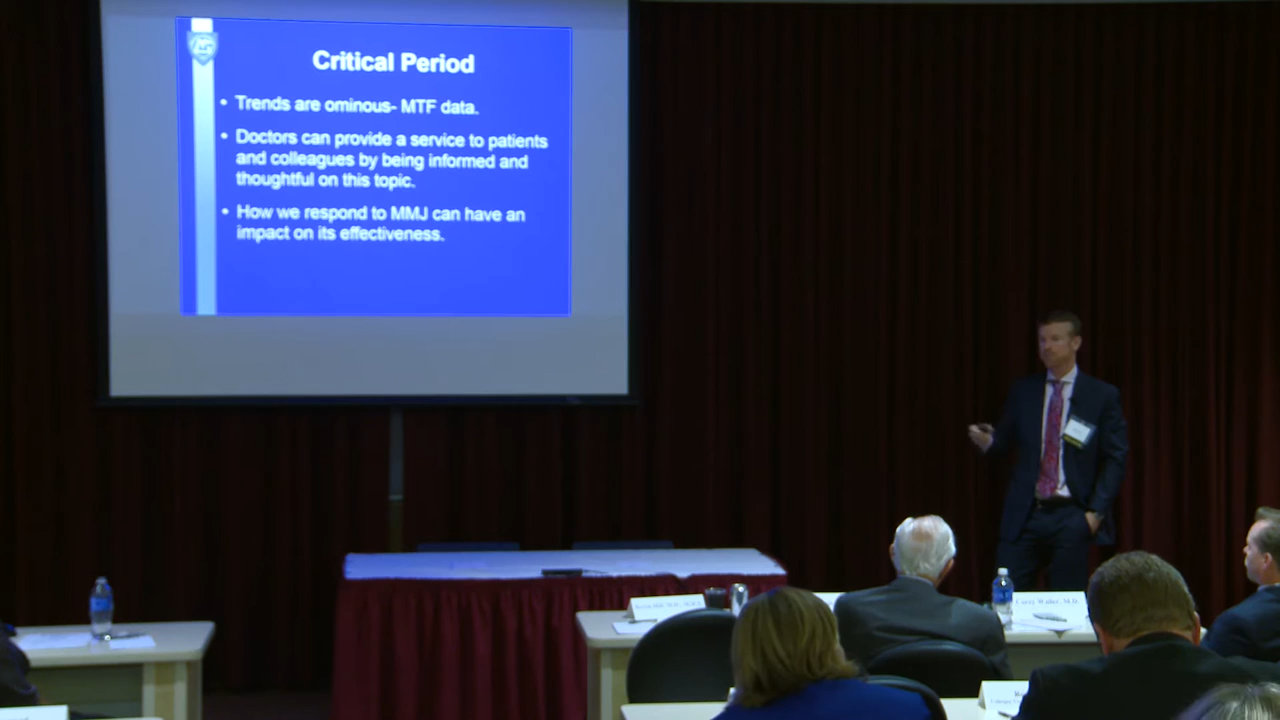 Critical Period
• Trends are ominous- MTF data.
• Doctors can provide a service to patients
and colleagues by being informed and
thoughtful on this topic.
• How we respond to MMJ can have an
impact on its effectiveness.